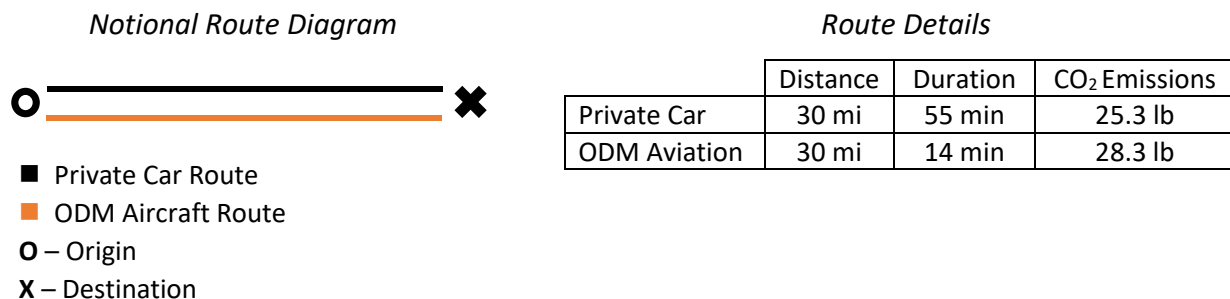 Notional Route Diagram
O
✖
■ Private Car Route
■ ODM Aircraft Route
O – Origin
X – Destination
Route Details
Distance Duration CO₂ Emissions
Private Car 30 mi 55 min 25.3 lb
ODM Aviation 30 mi 14 min 28.3 lb